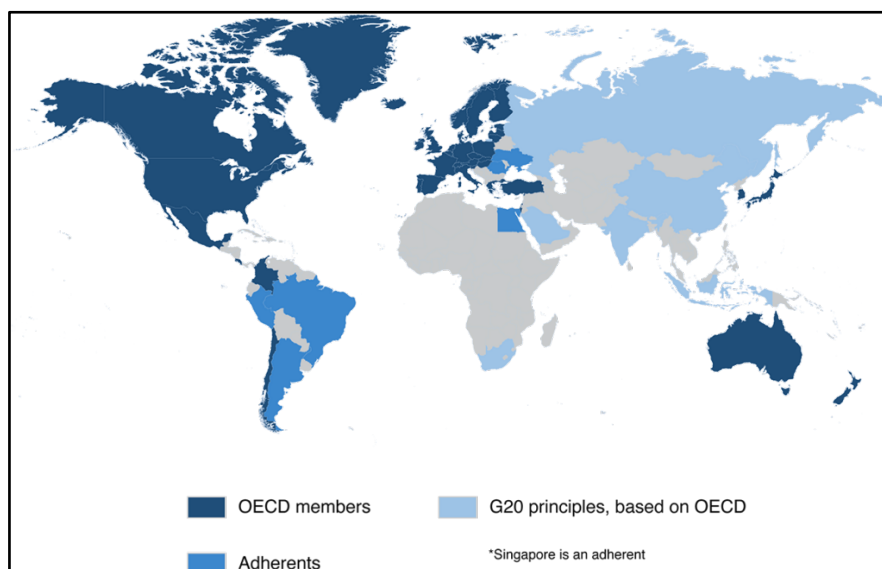 OECD members
G20 principles, based on OECD
Adherents
*Singapore is an adherent